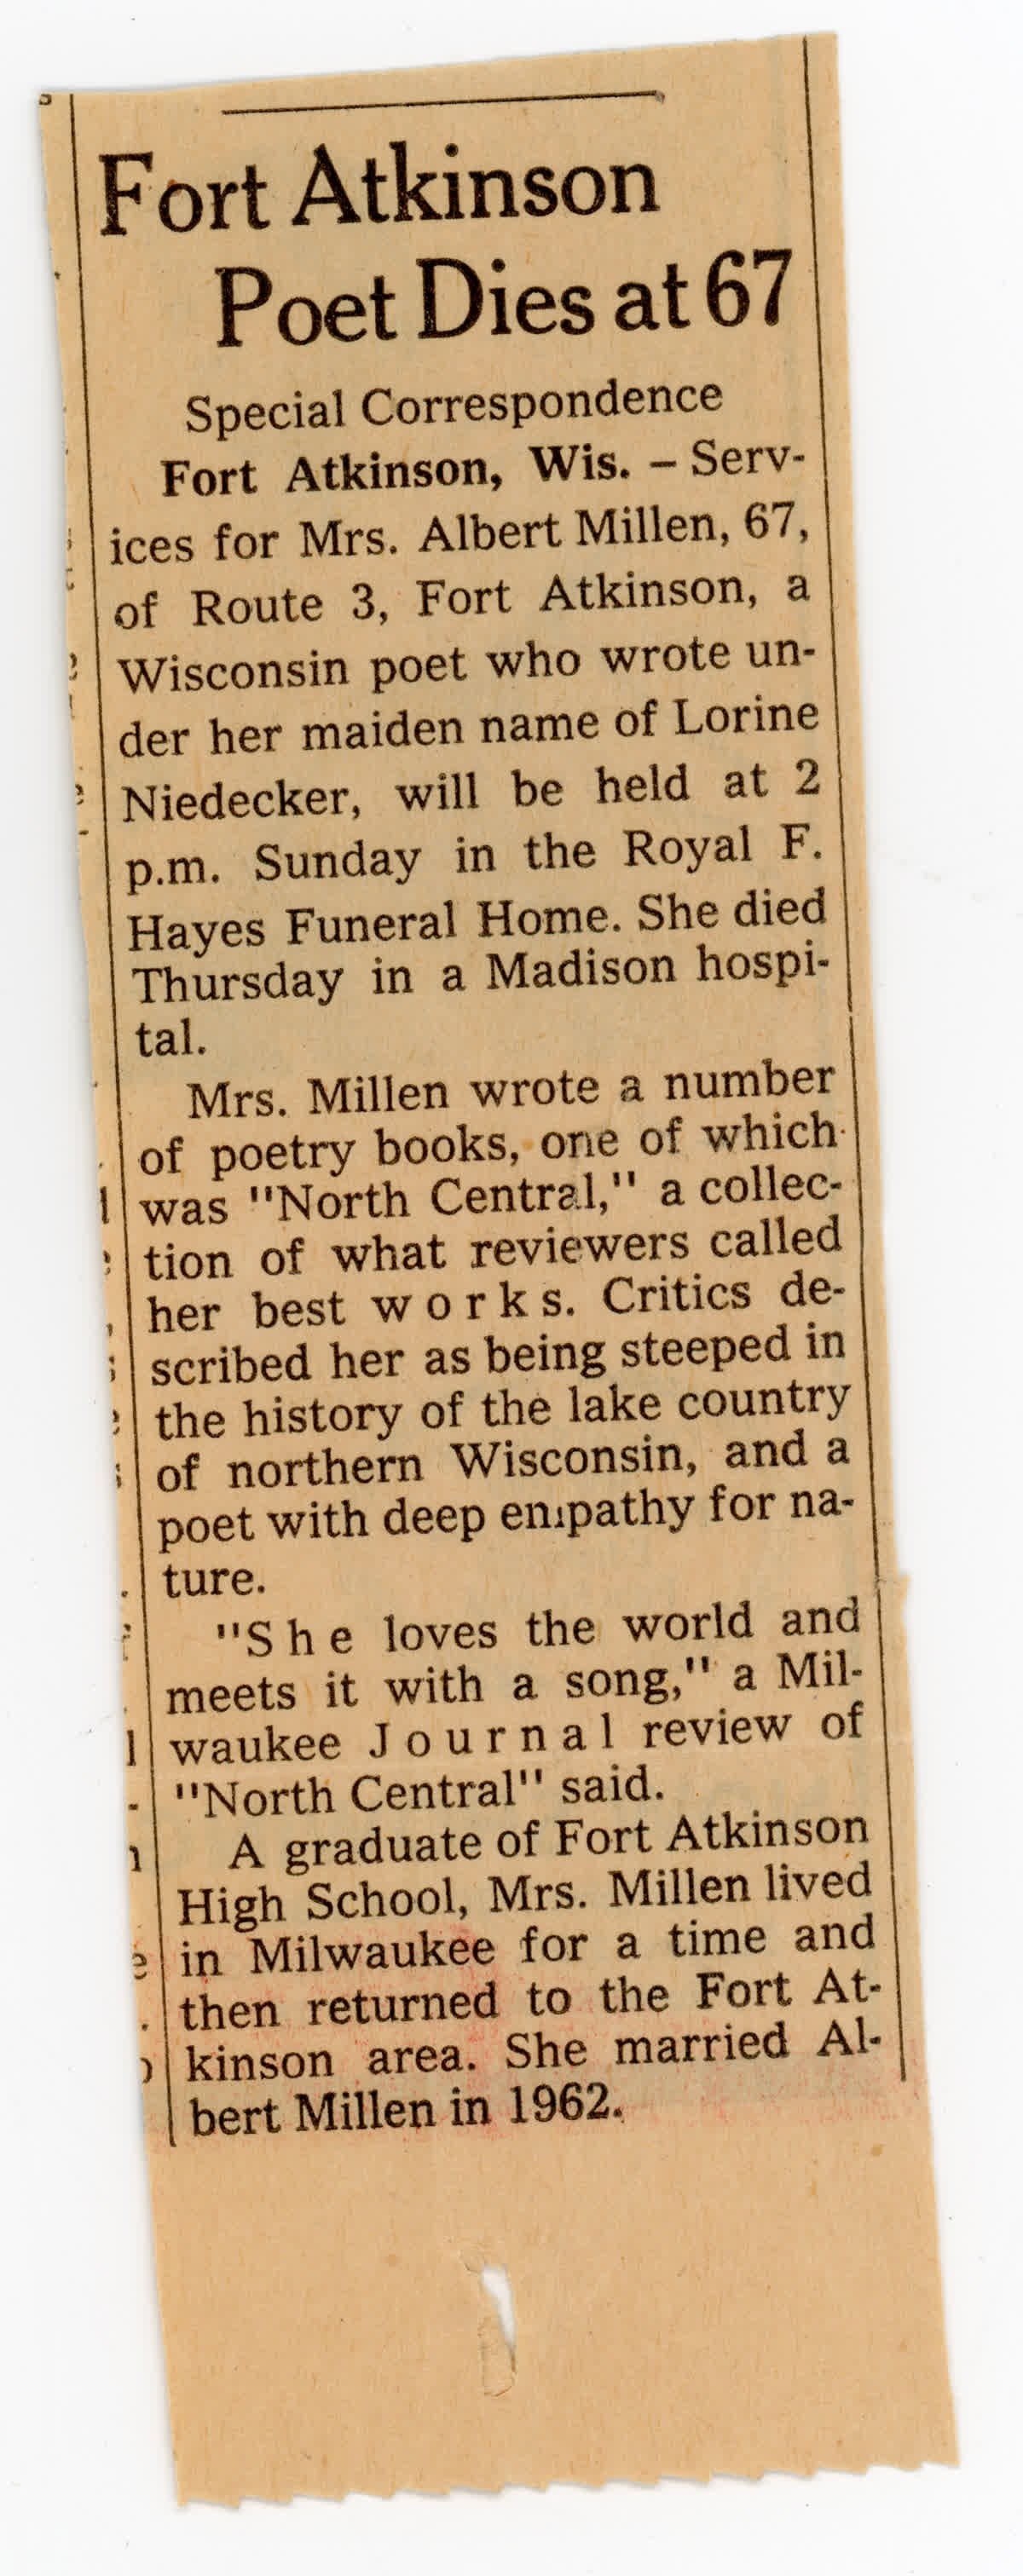 Fort Atkinson
Poet Dies at 67
Special Correspondence
Fort Atkinson, Wis. – Serv-
ices for Mrs. Albert Millen, 67,
of Route 3, Fort Atkinson, a
Wisconsin poet who wrote un-
der her maiden name of Lorine
Niedecker, will be held at 2
p.m. Sunday in the Royal F.
Hayes Funeral Home. She died
Thursday in a Madison hospi-
tal.
Mrs. Millen wrote a number
of poetry books, one of which
was "North Central," a collec-
tion of what reviewers called
her best works. Critics de-
scribed her as being steeped in
the history of the lake country
of northern Wisconsin, and a
poet with deep empathy for na-
ture.
"She loves the world and
meets it with a song," a Mil-
waukee Journal review of
"North Central" said.
A graduate of Fort Atkinson
High School, Mrs. Millen lived
in Milwaukee for a time and
then returned to the Fort At-
kinson area. She married Al-
bert Millen in 1962.